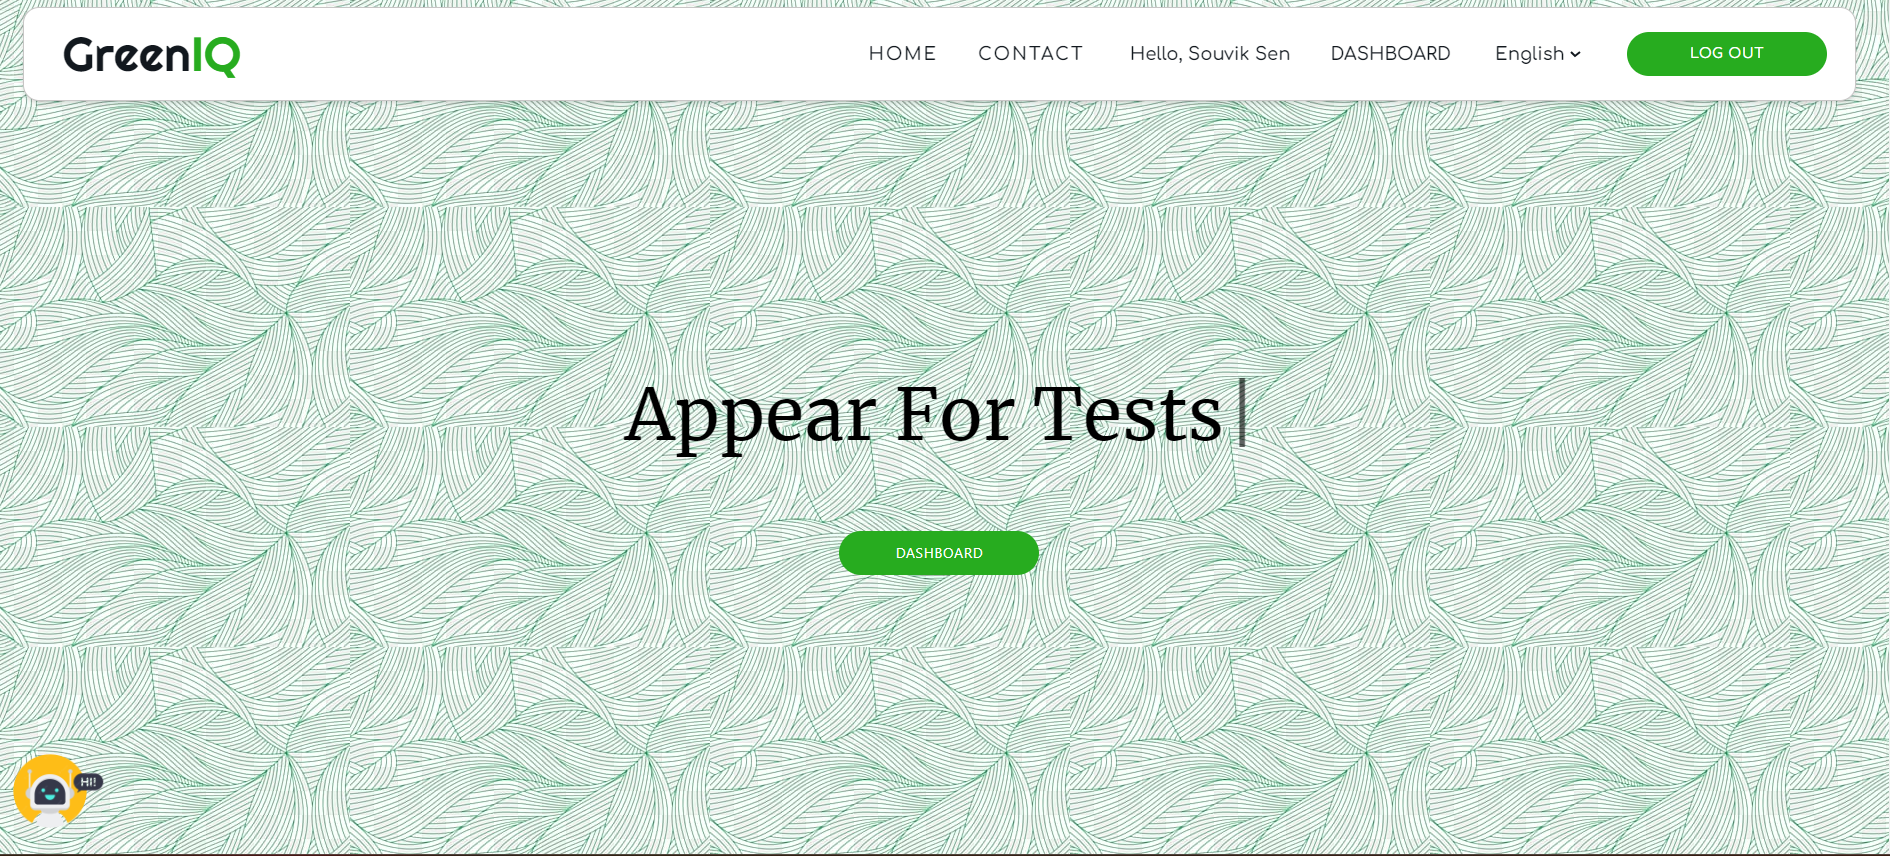 GreenIQ
HOME CONTACT Hello, Souvik Sen DASHBOARD English LOG OUT
Appear For Tests
DASHBOARD
HI!